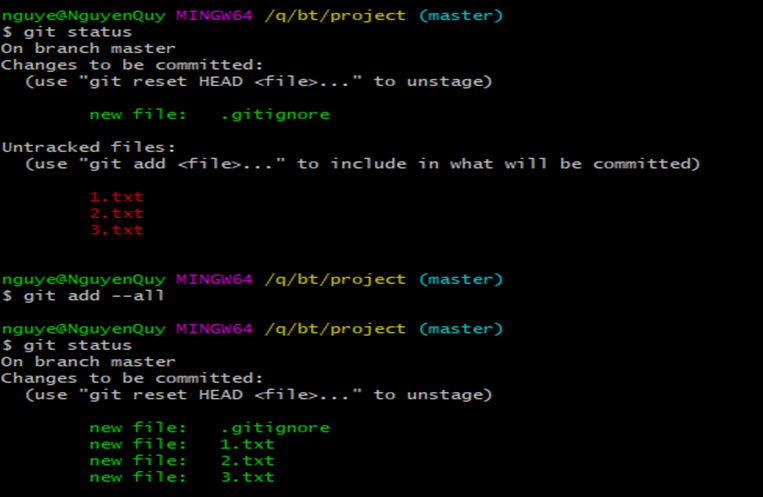 nguye@NguyenQuy MINGW64 /q/bt/project (master)
$ git status
On branch master
Changes to be committed:
  (use "git reset HEAD <file>..." to unstage)
        new file:   .gitignore
Untracked files:
  (use "git add <file>..." to include in what will be committed)
        1.txt
        2.txt
        3.txt
nguye@NguyenQuy MINGW64 /q/bt/project (master)
$ git add --all
nguye@NguyenQuy MINGW64 /q/bt/project (master)
$ git status
On branch master
Changes to be committed:
  (use "git reset HEAD <file>..." to unstage)
        new file:   .gitignore
        new file:   1.txt
        new file:   2.txt
        new file:   3.txt